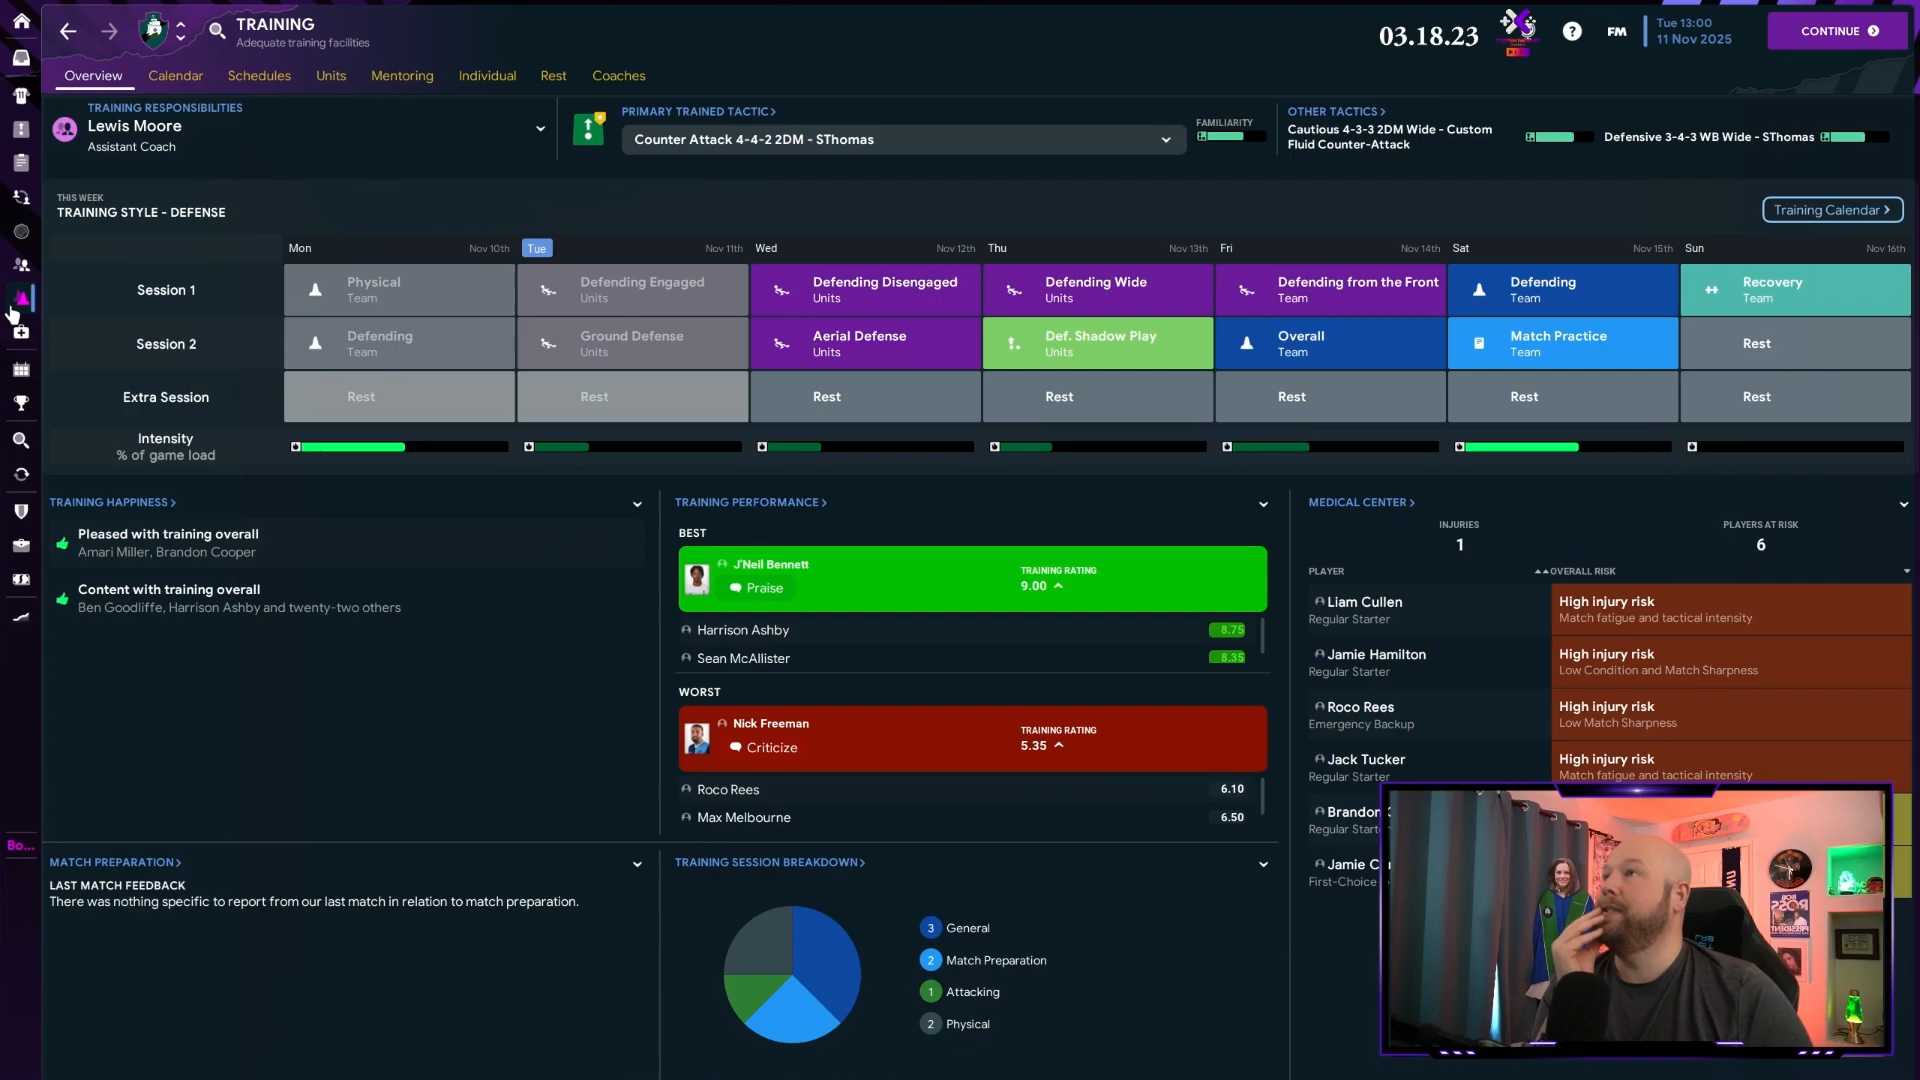 TRAINING
Adequate training facilities
03.18.23
FM
Tue 13:00
11 Nov 2025
CONTINUE
Overview Calendar Schedules Units Mentoring Individual Rest Coaches
TRAINING RESPONSIBILITIES
Lewis Moore
Assistant Coach
PRIMARY TRAINED TACTIC
Counter Attack 4-4-2 2DM - SThomas
FAMILIARITY
OTHER TACTICS
Cautious 4-3-3 2DM Wide - Custom
Fluid Counter-Attack
Defensive 3-4-3 WB Wide - SThomas
THIS WEEK
TRAINING STYLE - DEFENSE
Training Calendar
Mon Nov 10th Tue Nov 11th Wed Nov 12th Thu Nov 13th Fri Nov 14th Sat Nov 15th Sun Nov 16th
Session 1
Physical
Team
Defending Engaged
Units
Defending Disengaged
Units
Defending Wide
Units
Defending from the Front
Team
Defending
Team
Recovery
Team
Session 2
Defending
Team
Ground Defense
Units
Aerial Defense
Units
Def. Shadow Play
Units
Overall
Team
Match Practice
Team
Rest
Extra Session
Rest Rest Rest Rest Rest Rest Rest
Intensity
% of game load
TRAINING HAPPINESS
Pleased with training overall
Amari Miller, Brandon Cooper
Content with training overall
Ben Goodliffe, Harrison Ashby and twenty-two others
TRAINING PERFORMANCE
BEST
J'Neil Bennett
Praise
TRAINING RATING
9.00
Harrison Ashby 8.75
Sean McAllister 8.35
WORST
Nick Freeman
Criticize
TRAINING RATING
5.35
Roco Rees 6.10
Max Melbourne 6.50
MEDICAL CENTER
INJURIES
1
PLAYERS AT RISK
6
PLAYER OVERALL RISK
Liam Cullen
Regular Starter
High injury risk
Match fatigue and tactical intensity
Jamie Hamilton
Regular Starter
High injury risk
Low Condition and Match Sharpness
Roco Rees
Emergency Backup
High injury risk
Low Match Sharpness
Jack Tucker
Regular Starter
High injury risk
Match fatigue and tactical intensity
Brandon
Regular Start
Jamie C
First-Choice
Bo...
MATCH PREPARATION
LAST MATCH FEEDBACK
There was nothing specific to report from our last match in relation to match preparation.
TRAINING SESSION BREAKDOWN
3 General
2 Match Preparation
1 Attacking
2 Physical
BOB
ROSS
PRESIDENT